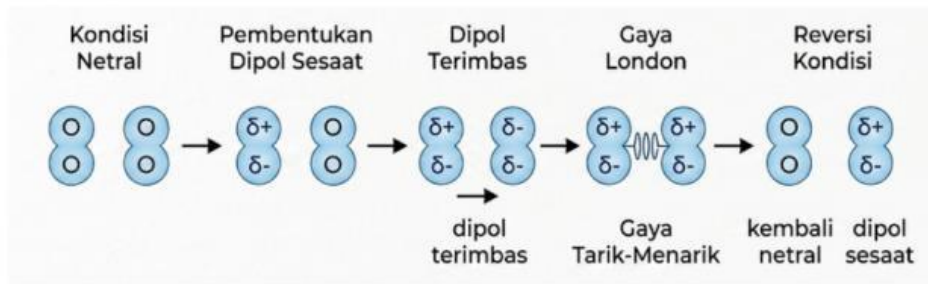 Kondisi
Netral
Pembentukan
Dipol Sesaat
Dipol
Terimbas
Gaya
London
Reversi
Kondisi
O O δ+ O δ+ δ- δ+ δ+ O δ+
O O δ- O δ- δ- δ- δ- O δ-
dipol
terimbas
Gaya
Tarik-Menarik
kembali
netral
dipol
sesaat